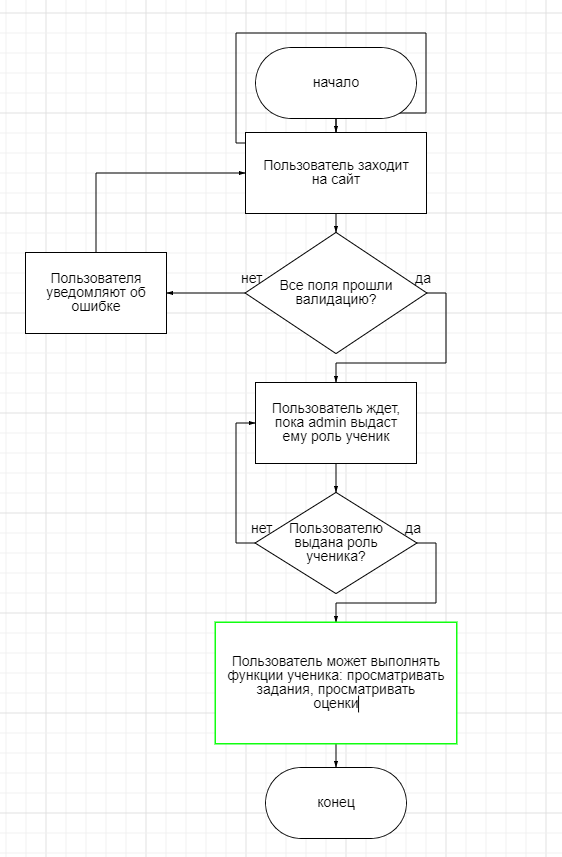 начало
Пользователь заходит
на сайт
нет
да
Все поля прошли
валидацию?
Пользователя
уведомляют об
ошибке
Пользователь ждет,
пока admin выдаст
ему роль ученик
нет
да
Пользователю
выдана роль
ученика?
Пользователь может выполнять
функции ученика: просматривать
задания, просматривать
оценки
конец